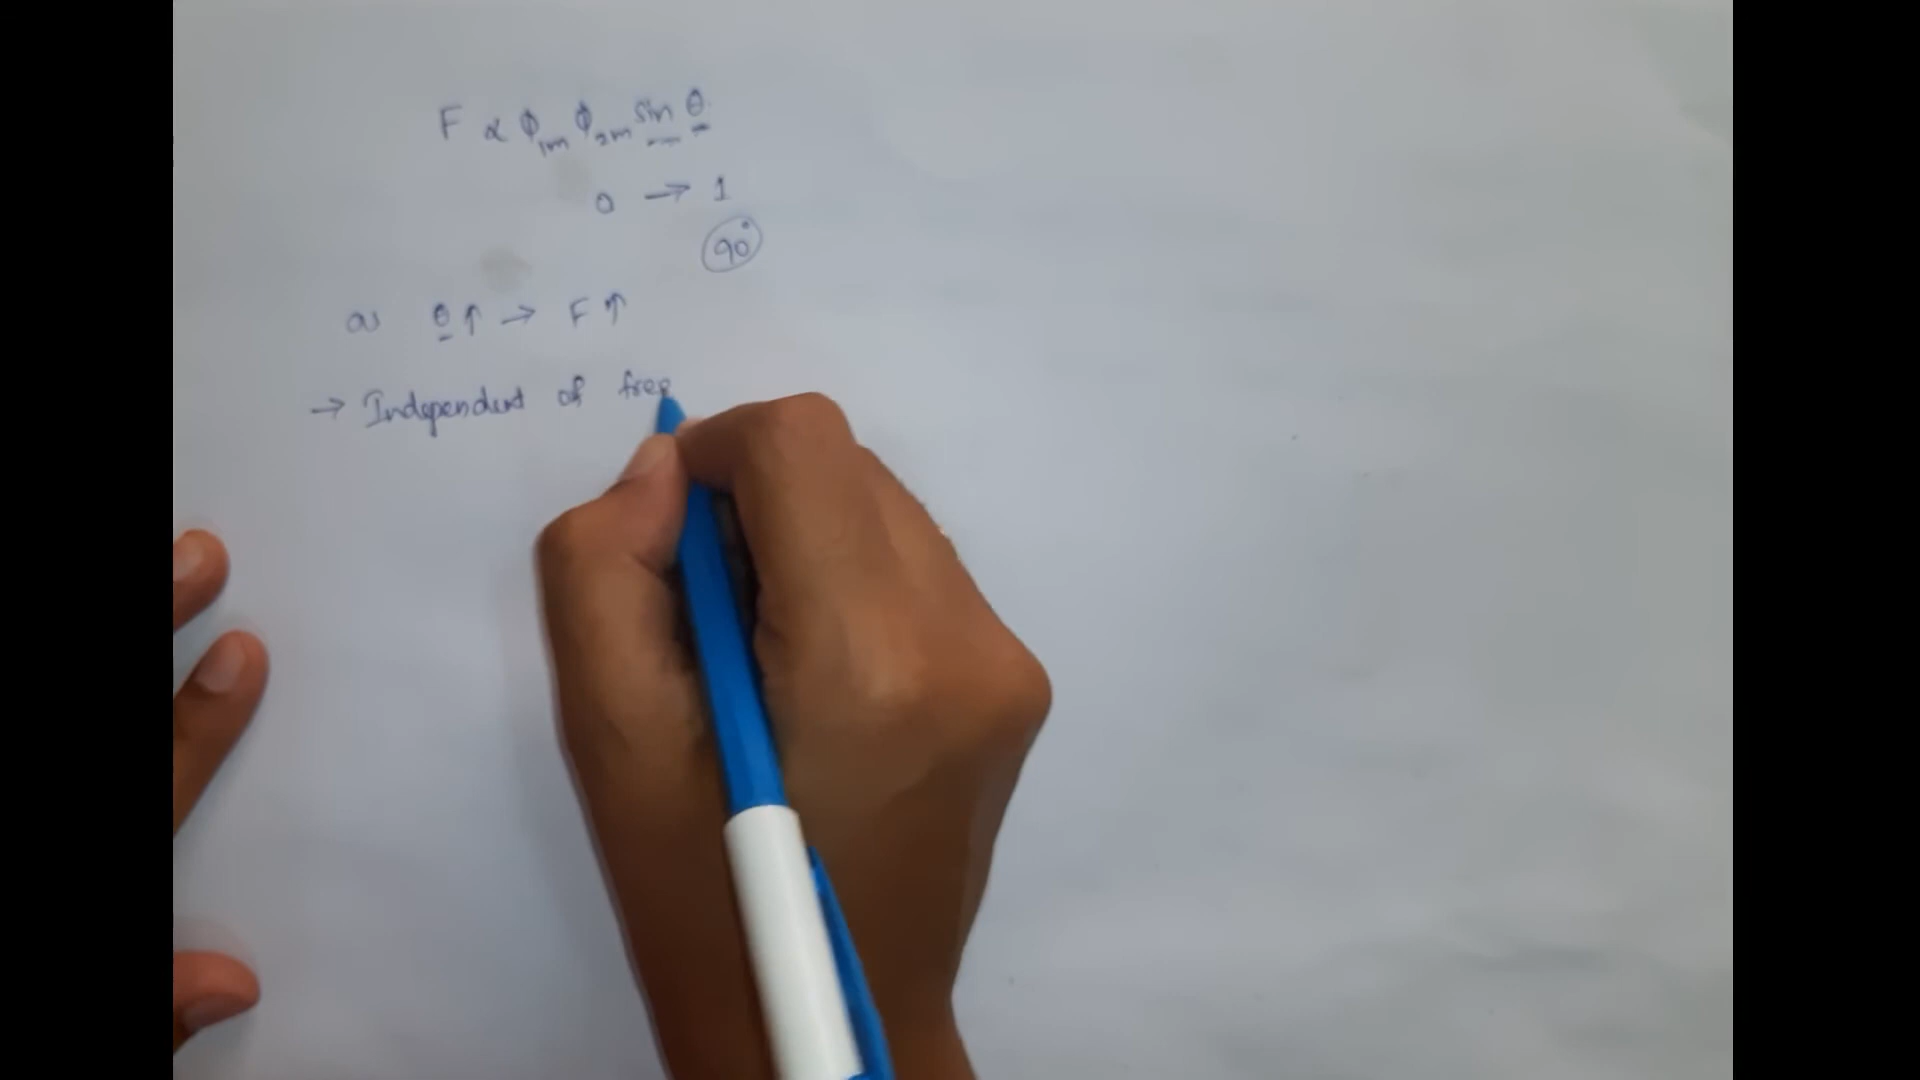 F ∝ ϕ1m ϕ2m sin θ
0 → 1
90°
as θ↑ → F↑
→ Independent of freq